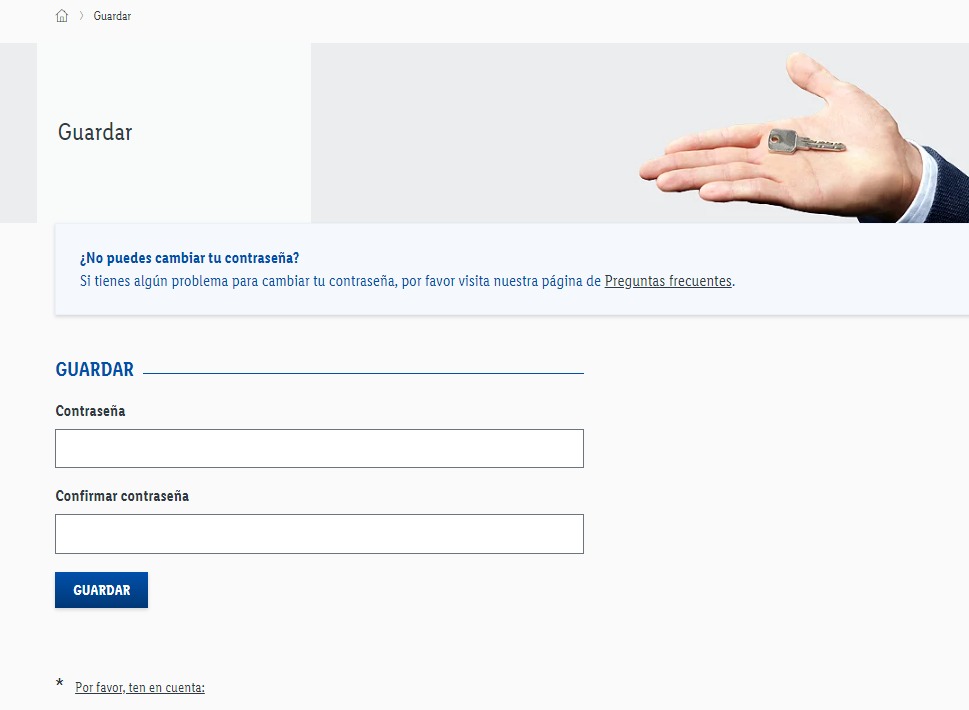 Guardar
Guardar
¿No puedes cambiar tu contraseña?
Si tienes algún problema para cambiar tu contraseña, por favor visita nuestra página de Preguntas frecuentes.
GUARDAR
Contraseña
Confirmar contraseña
GUARDAR
* Por favor, ten en cuenta: